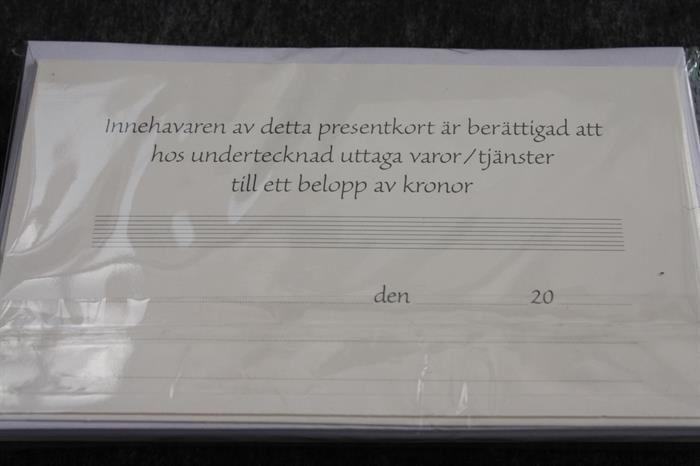 Innehavaren av detta presentkort är berättigad att
hos undertecknad uttaga varor/tjänster
till ett belopp av kronor
den 20